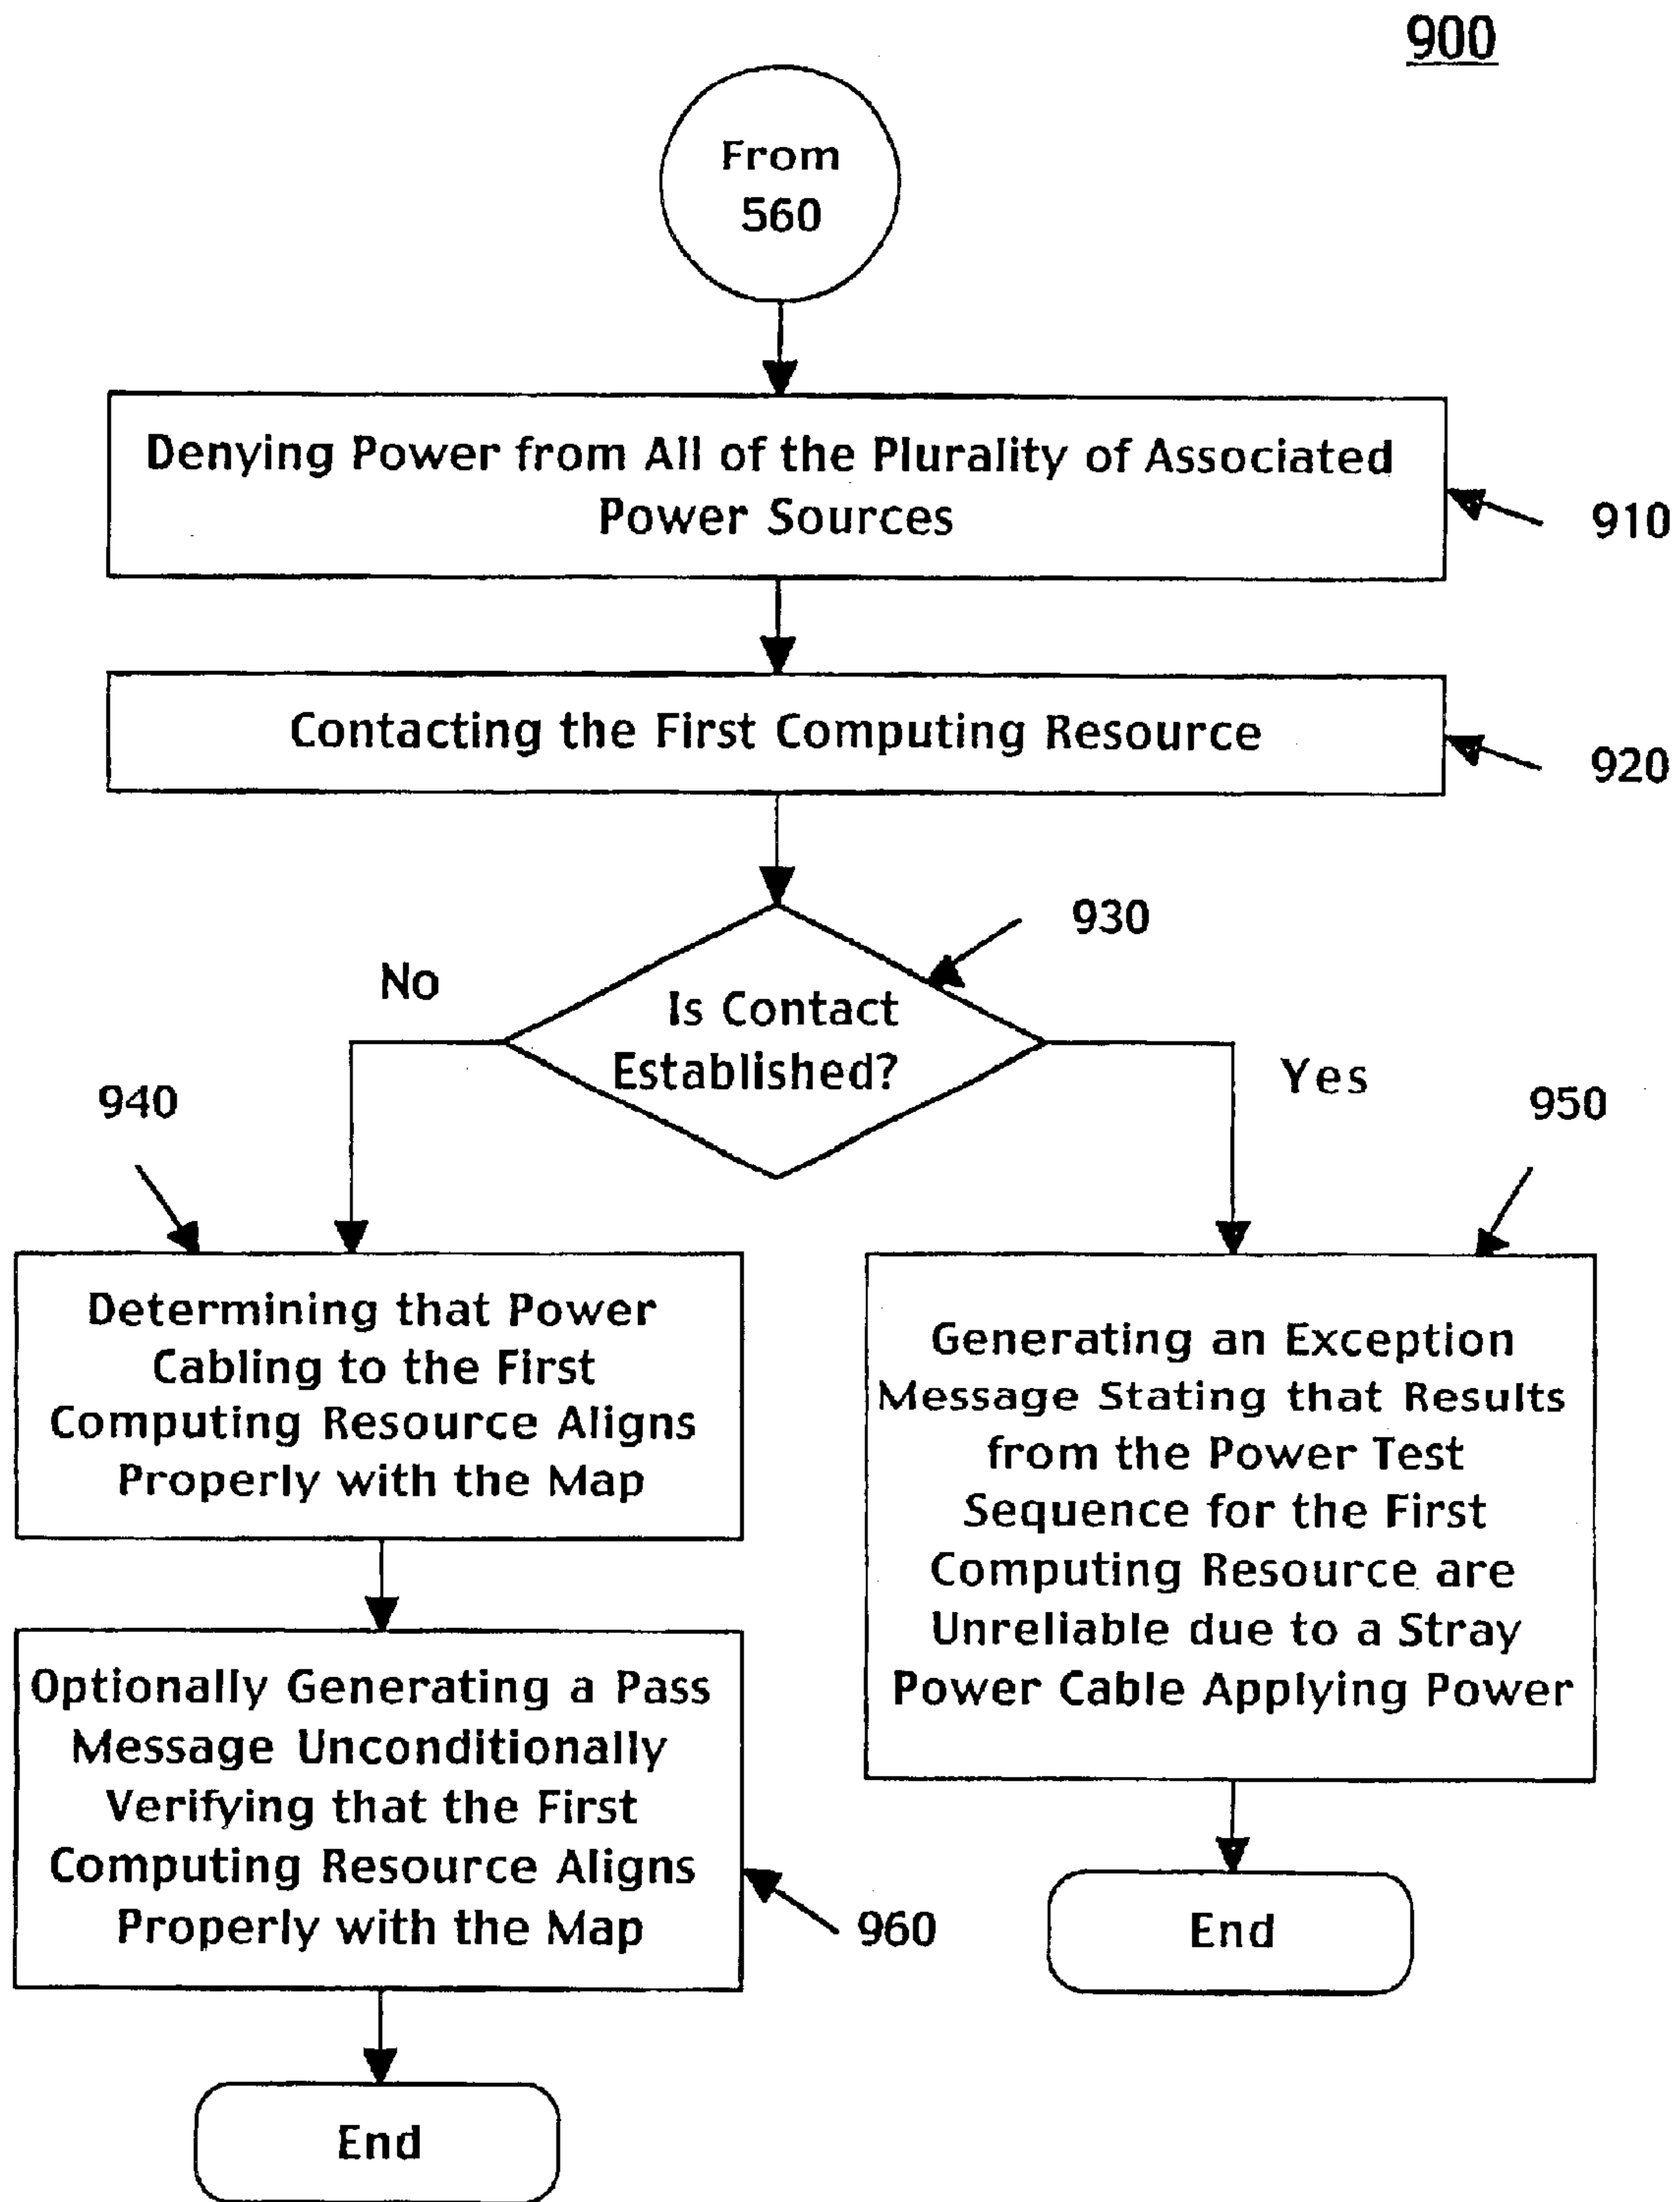 900
From
560
Denying Power from All of the Plurality of Associated
Power Sources
910
Contacting the First Computing Resource
920
930
No
Is Contact
Established?
Yes
940
950
Determining that Power
Cabling to the First
Computing Resource Aligns
Properly with the Map
Generating an Exception
Message Stating that Results
from the Power Test
Sequence for the First
Computing Resource are
Unreliable due to a Stray
Power Cable Applying Power
Optionally Generating a Pass
Message Unconditionally
Verifying that the First
Computing Resource Aligns
Properly with the Map
960
End
End